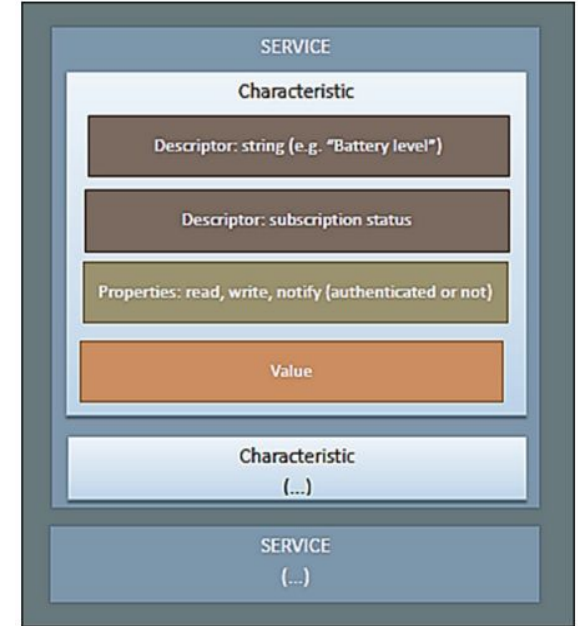 SERVICE
Characteristic
Descriptor: string (e.g. “Battery level”)
Descriptor: subscription status
Properties: read, write, notify (authenticated or not)
Value
Characteristic
(...)
SERVICE
(...)